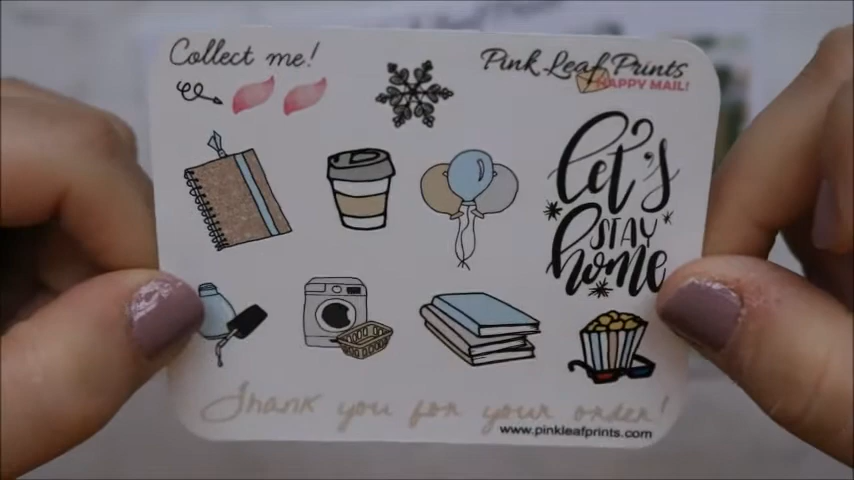 Collect me!
Pink Leaf Prints
HAPPY MAIL!
let's
STAY
home
Thank you for your order!
www.pinkleafprints.com